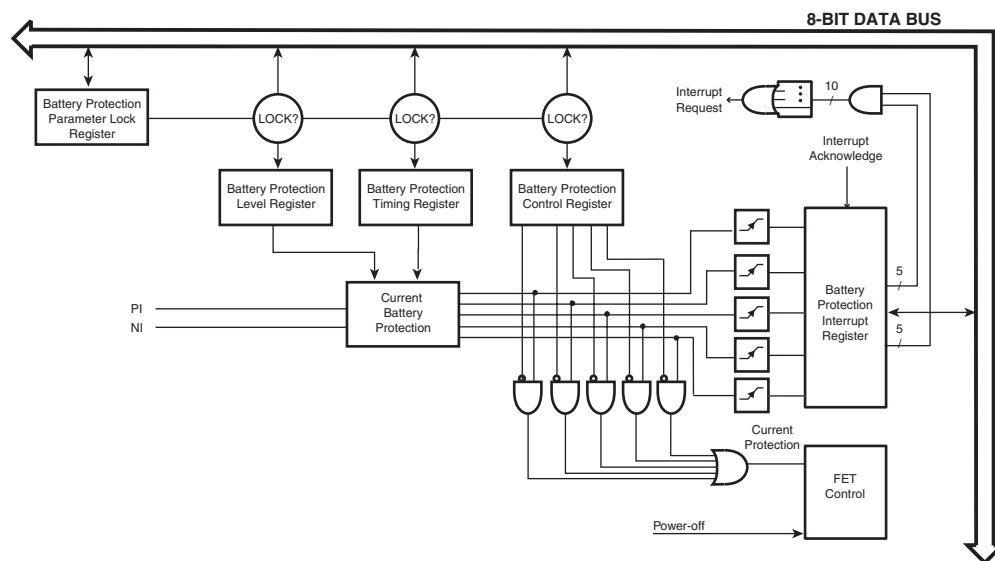 8-BIT DATA BUS
Battery Protection
Parameter Lock
Register
LOCK?
LOCK?
LOCK?
Interrupt
Request
10
Interrupt
Acknowledge
Battery Protection
Level Register
Battery Protection
Timing Register
Battery Protection
Control Register
PI
NI
Current
Battery
Protection
Battery
Protection
Interrupt
Register
5
5
Current
Protection
FET
Control
Power-off